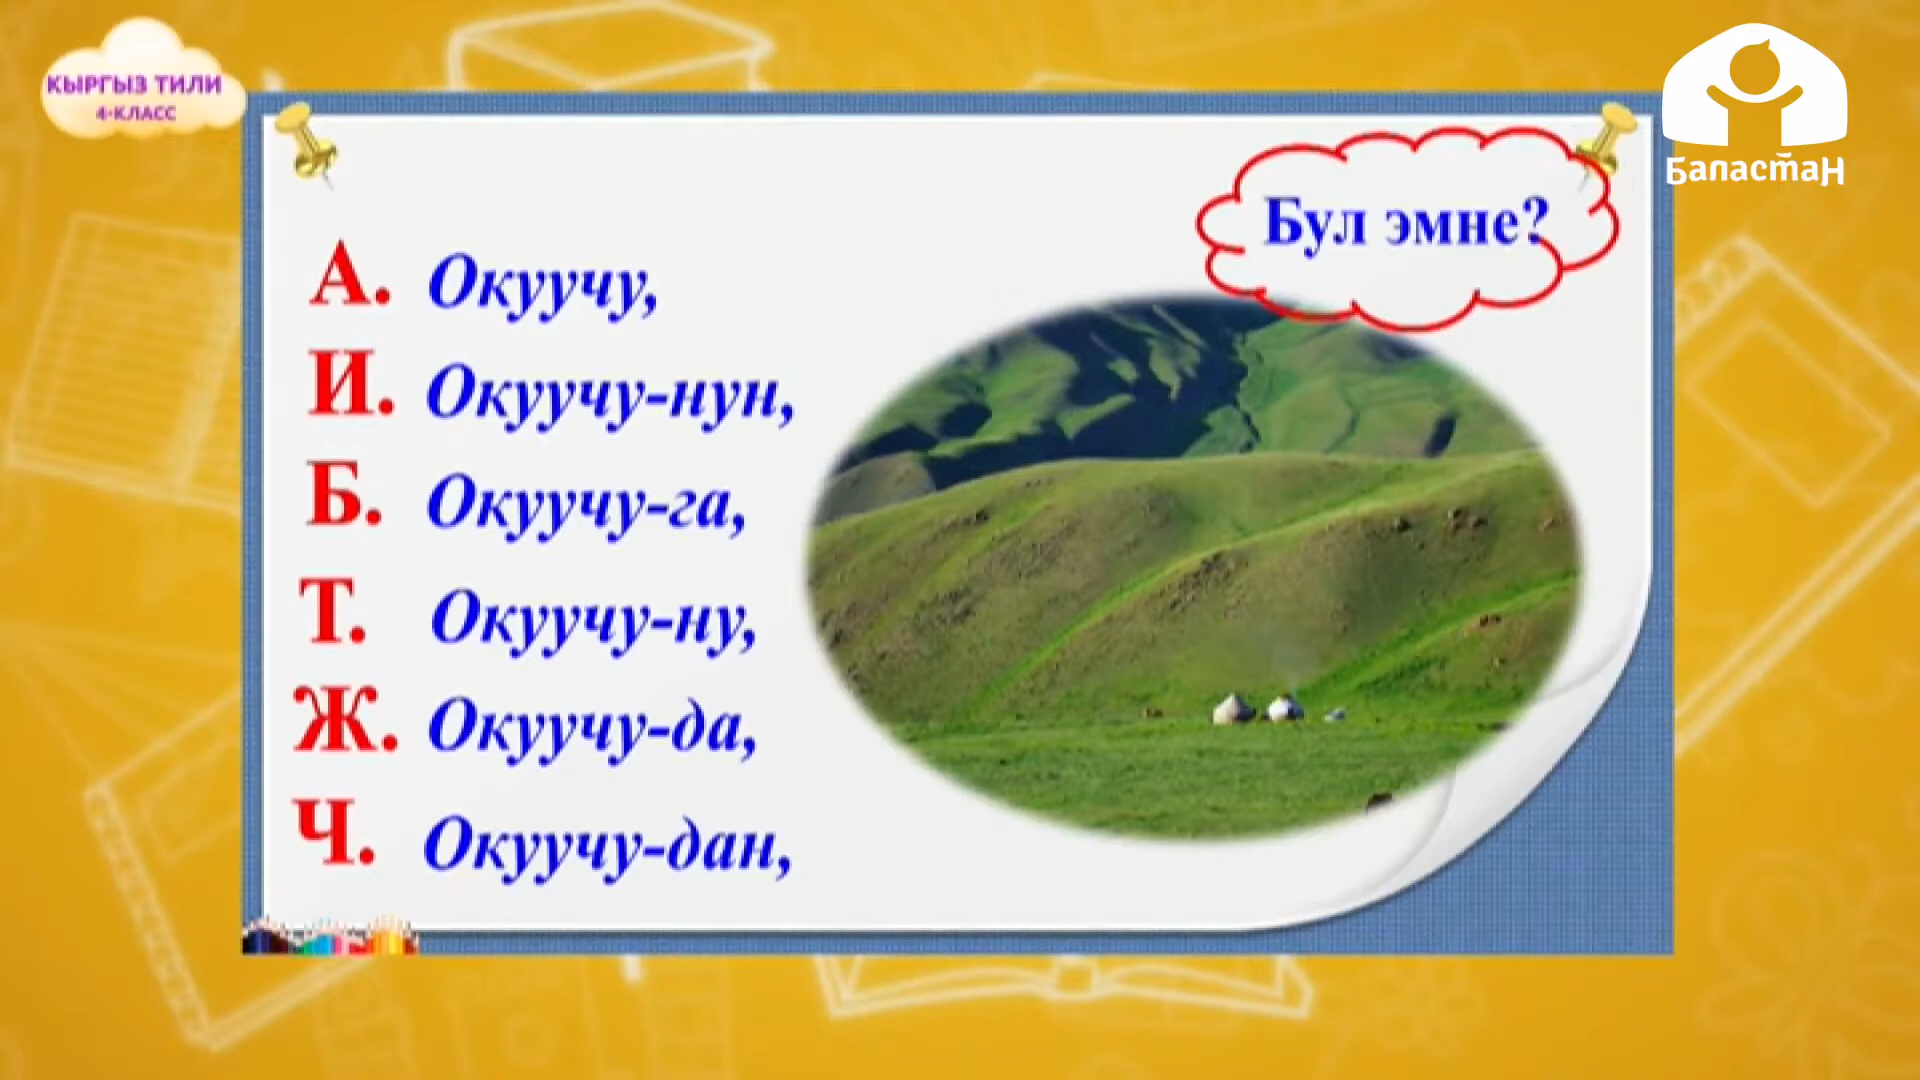 КЫРГЫЗ ТИЛИ
4-КЛАСС
Баластан
Бул эмне?
А. Окуучу,
И. Окуучу-нун,
Б. Окуучу-га,
Т. Окуучу-ну,
Ж. Окуучу-да,
Ч. Окуучу-дан,